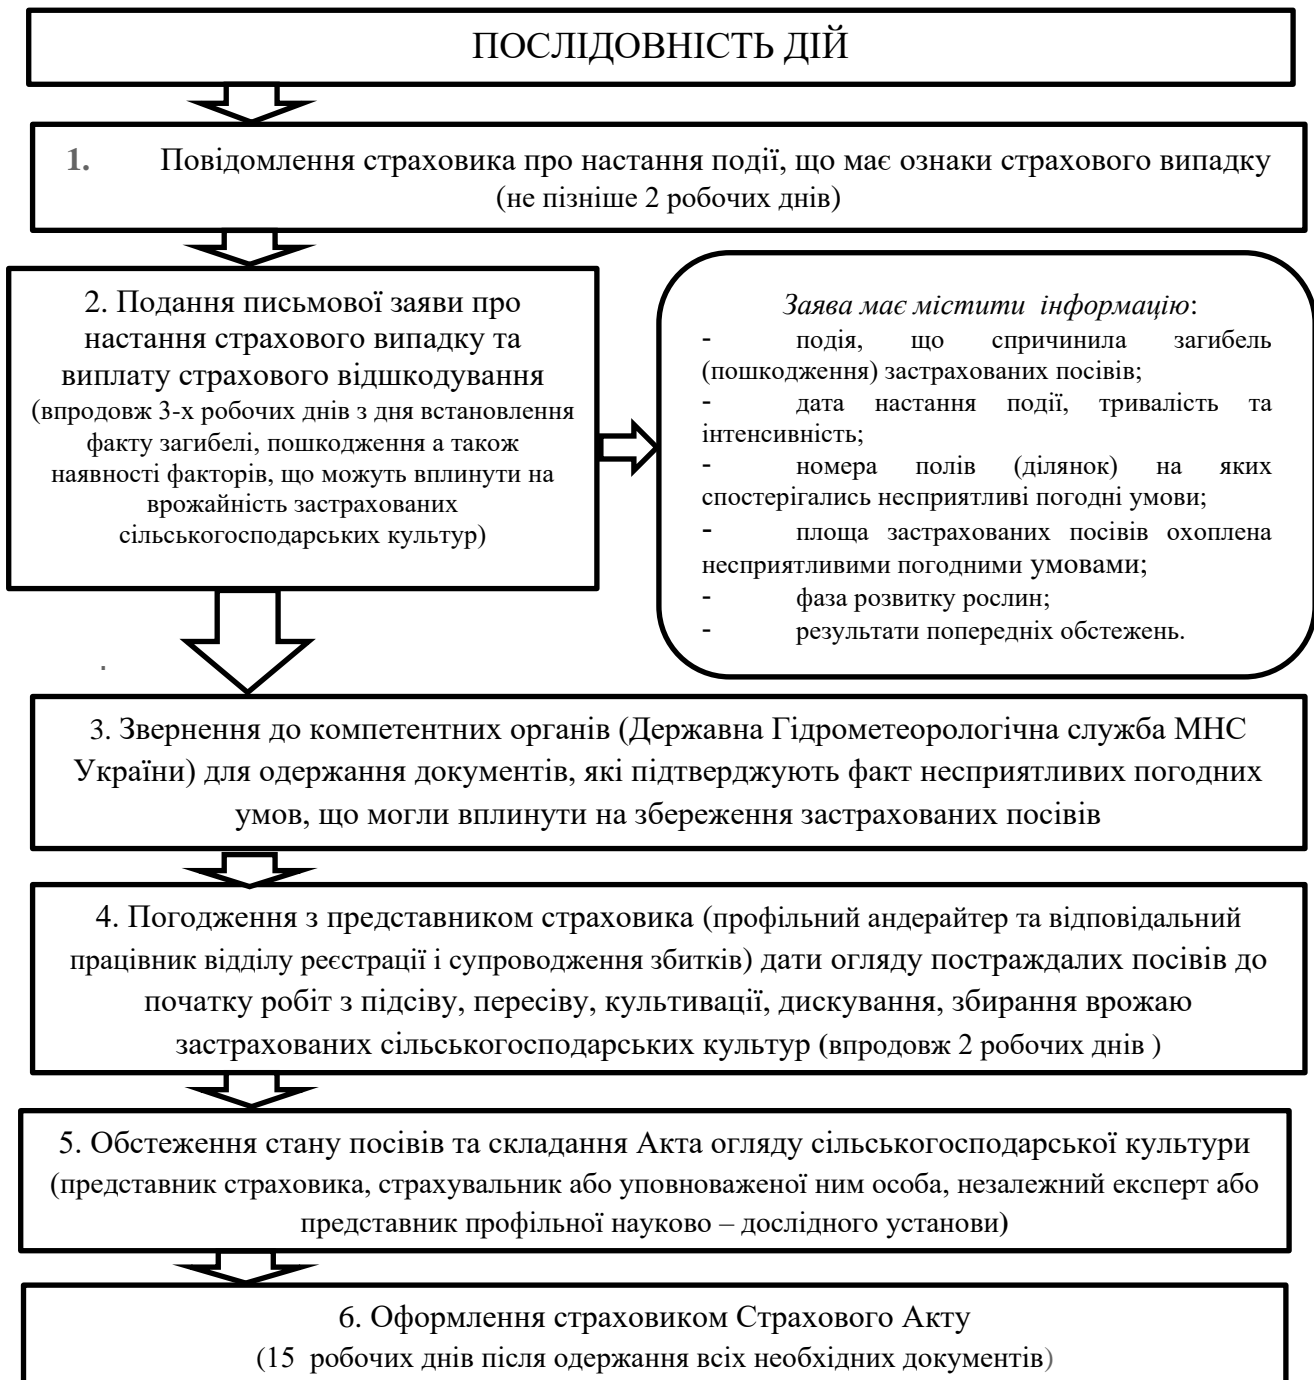 ПОСЛІДОВНІСТЬ ДІЙ
1. Повідомлення страховика про настання події, що має ознаки страхового випадку
(не пізніше 2 робочих днів)
2. Подання письмової заяви про
настання страхового випадку та
виплату страхового відшкодування
(впродовж 3-х робочих днів з дня встановлення
факту загибелі, пошкодження а також
наявності факторів, що можуть вплинути на
врожайність застрахованих
сільськогосподарських культур)
Заява має містити інформацію:
- подія, що спричинила загибель
(пошкодження) застрахованих посівів;
- дата настання події, тривалість та
інтенсивність;
- номера полів (ділянок) на яких
спостерігались несприятливі погодні умови;
- площа застрахованих посівів охоплена
несприятливими погодними умовами;
- фаза розвитку рослин;
- результати попередніх обстежень.
.
3. Звернення до компетентних органів (Державна Гідрометеорологічна служба МНС
України) для одержання документів, які підтверджують факт несприятливих погодних
умов, що могли вплинути на збереження застрахованих посівів
4. Погодження з представником страховика (профільний андерайтер та відповідальний
працівник відділу реєстрації і супроводження збитків) дати огляду постраждалих посівів до
початку робіт з підсіву, пересіву, культивації, дискування, збирання врожаю
застрахованих сільськогосподарських культур (впродовж 2 робочих днів )
5. Обстеження стану посівів та складання Акта огляду сільськогосподарської культури
(представник страховика, страхувальник або уповноваженої ним особа, незалежний експерт або
представник профільної науково – дослідного установи)
6. Оформлення страховиком Страхового Акту
(15 робочих днів після одержання всіх необхідних документів)